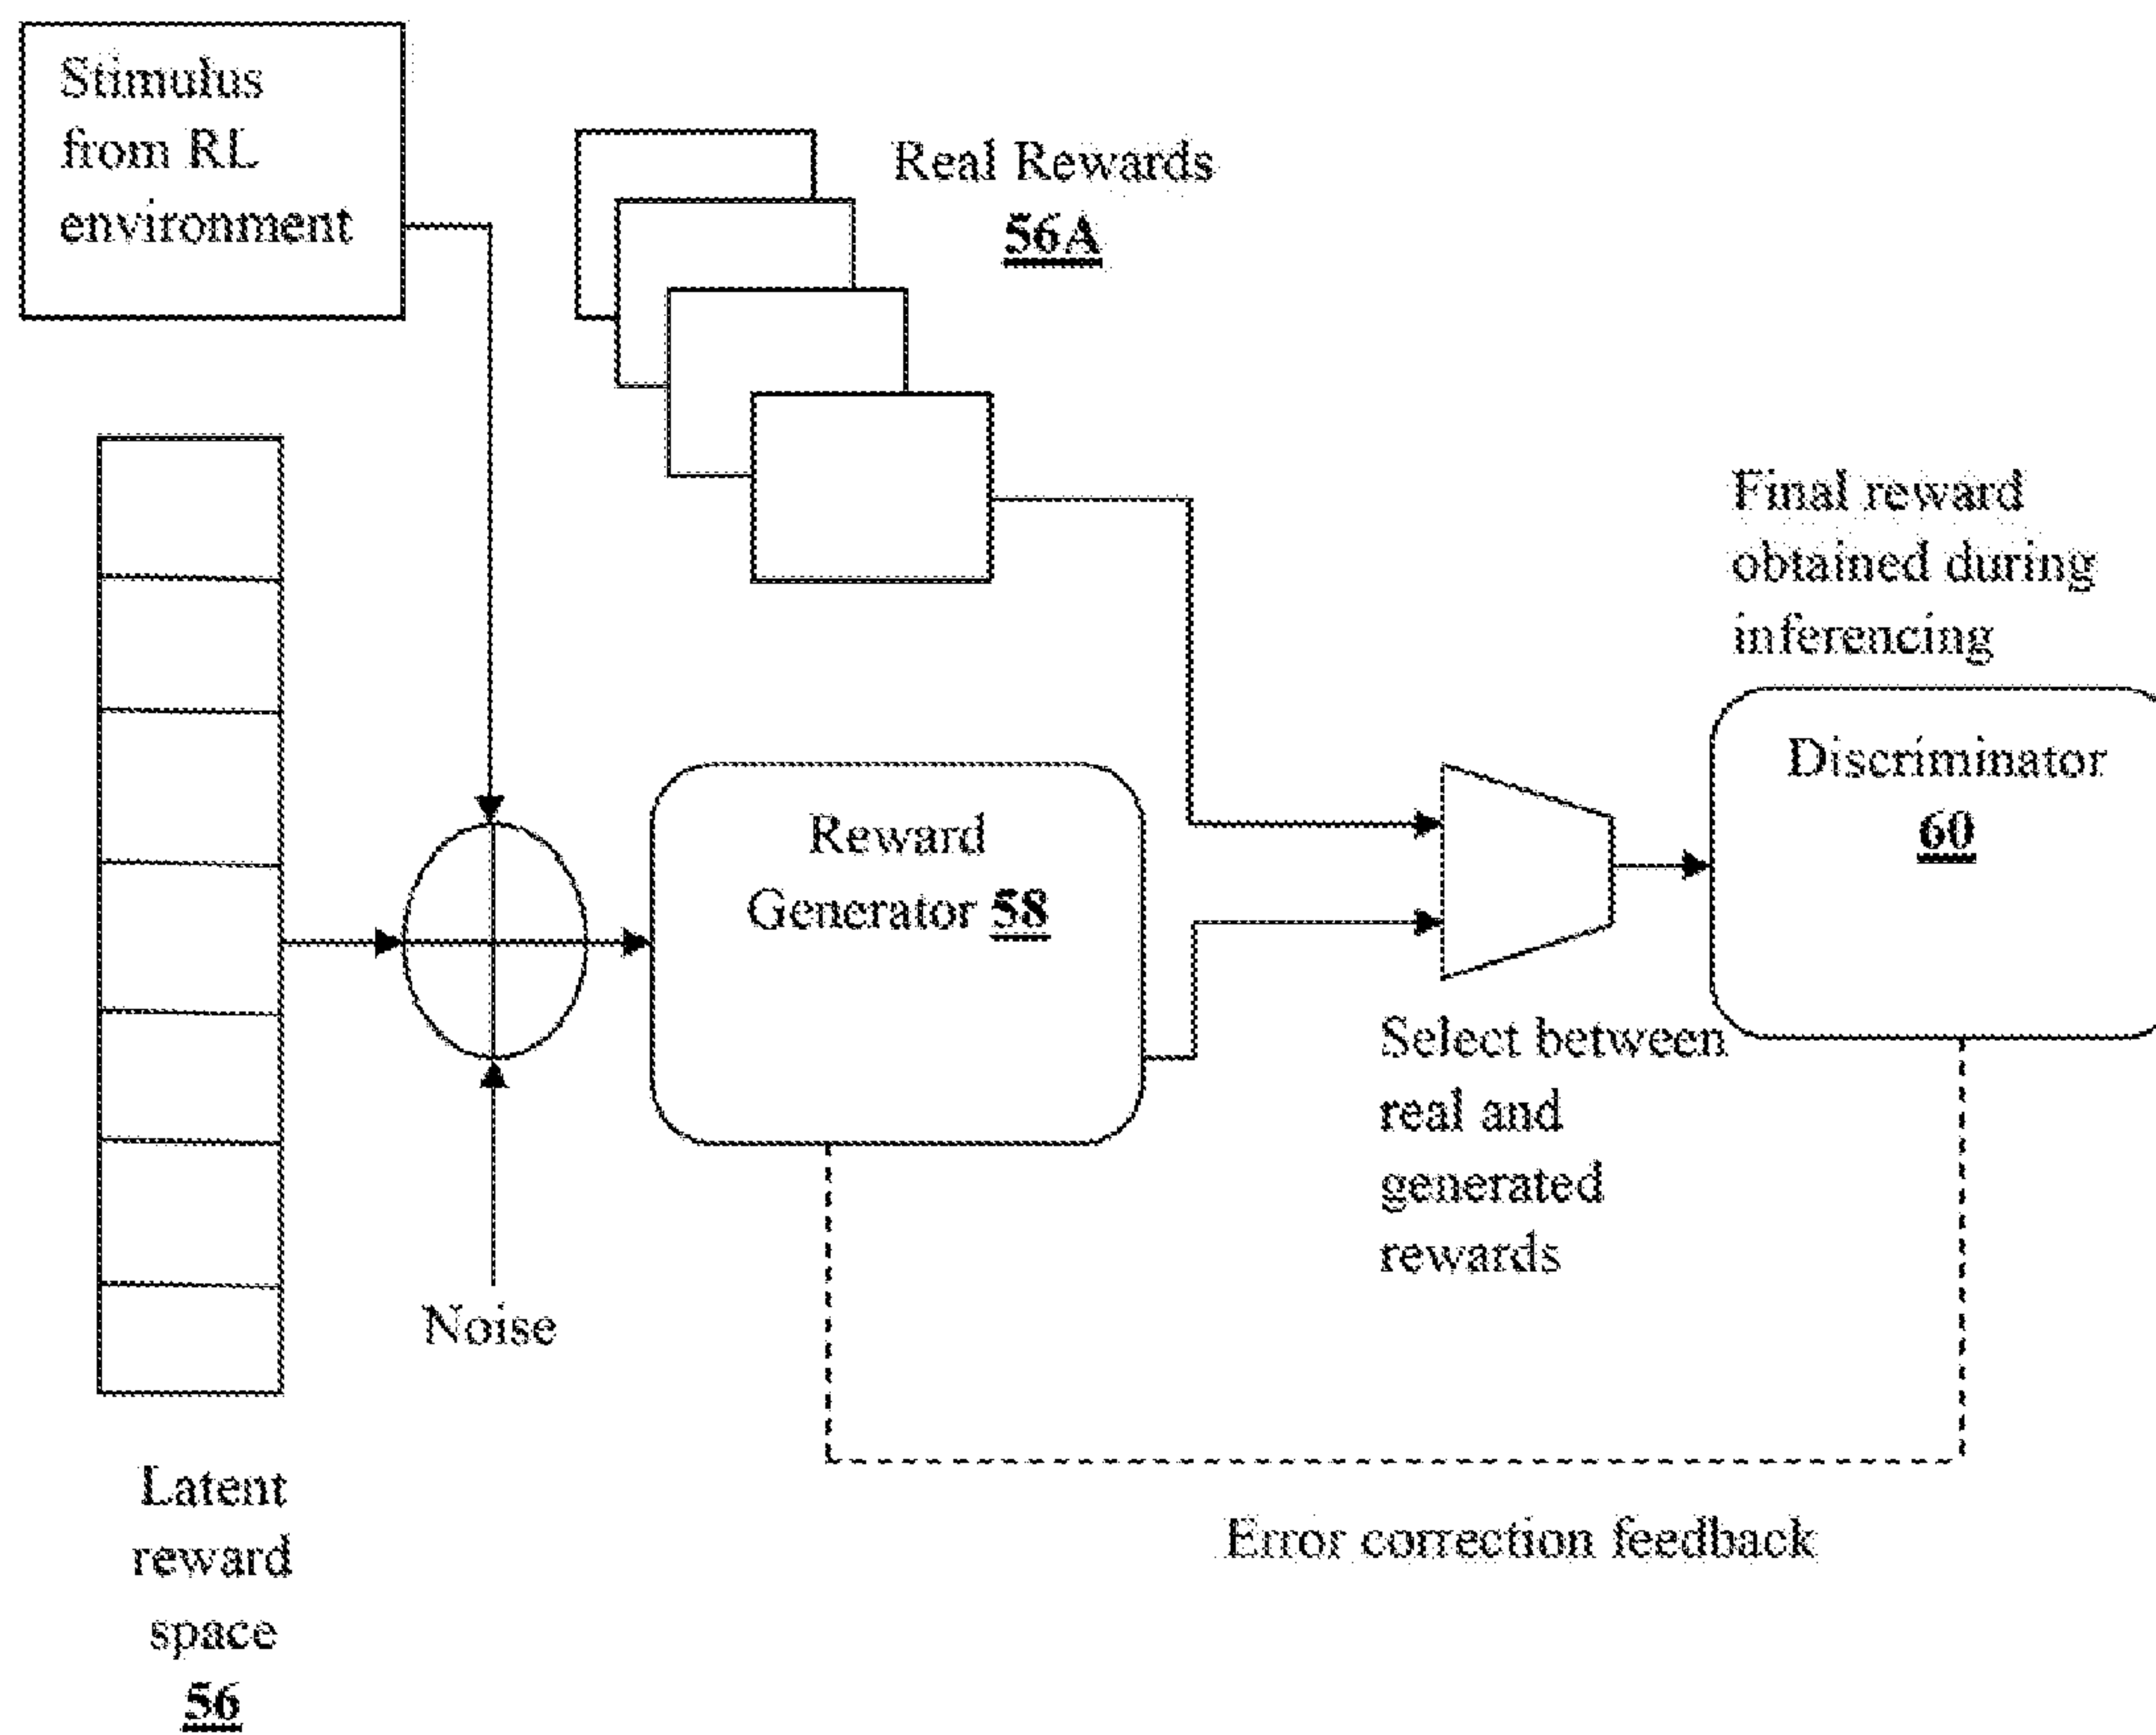 Stimulus
from RL
environment
Real Rewards
56A
Final reward
obtained during
inferencing
Discriminator
60
Reward
Generator 58
Select between
real and
generated
rewards
Noise
Error correction feedback
Latent
reward
space
56